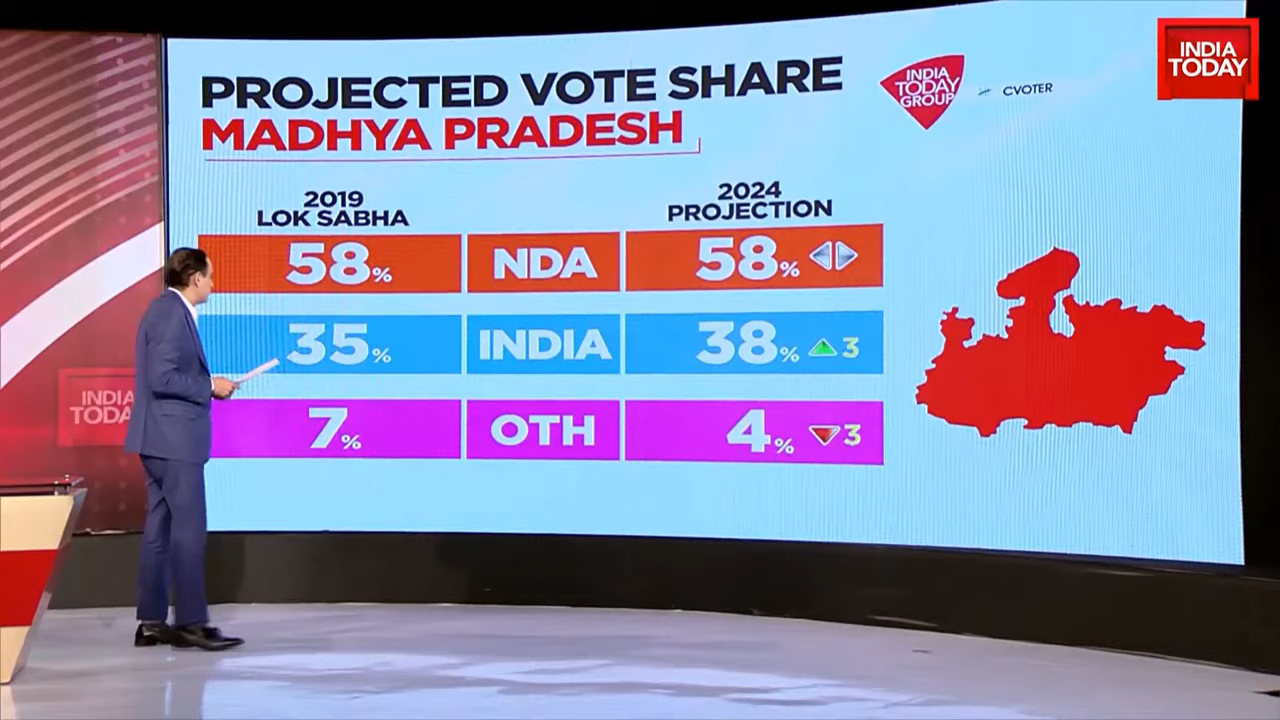 PROJECTED VOTE SHARE
MADHYA PRADESH
INDIA
TODAY
GROUP
CVOTER
INDIA
TODAY
2019
LOK SABHA
2024
PROJECTION
58% NDA 58%
35% INDIA 38% 3
7% OTH 4% 3
INDIA
TODA